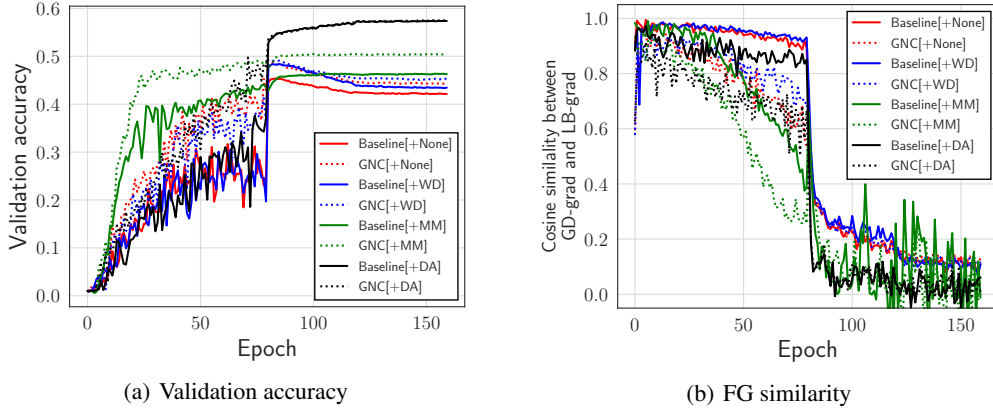 0.6
0.5
0.4
0.3
0.2
0.1
0.0
Validation accuracy
Baseline[+None]
GNC[+None]
Baseline[+WD]
GNC[+WD]
Baseline[+MM]
GNC[+MM]
Baseline[+DA]
GNC[+DA]
0
50
100
150
Epoch
(a) Validation accuracy
1.0
0.8
0.6
0.4
0.2
0.0
Cosine similality between
GD-grad and LB-grad
Baseline[+None]
GNC[+None]
Baseline[+WD]
GNC[+WD]
Baseline[+MM]
GNC[+MM]
Baseline[+DA]
GNC[+DA]
0
50
100
150
Epoch
(b) FG similarity